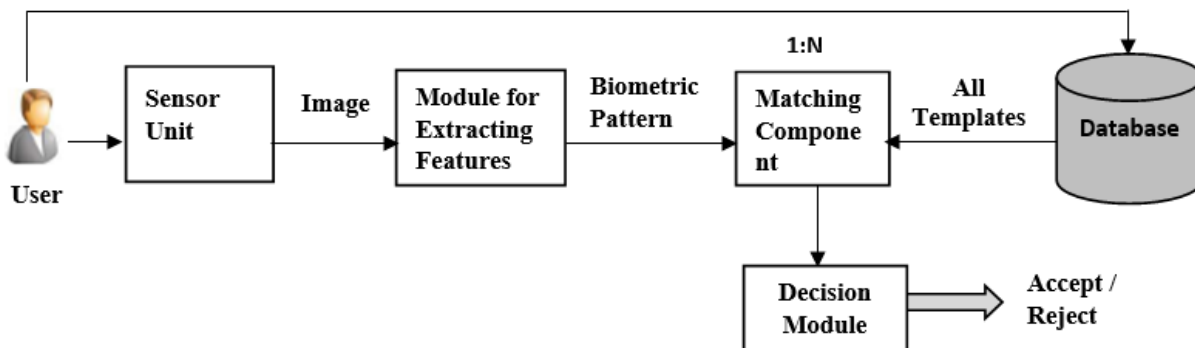 1:N
User
Sensor
Unit
Image
Module for
Extracting
Features
Biometric
Pattern
Matching
Compone
nt
All
Templates
Database
Decision
Module
Accept /
Reject